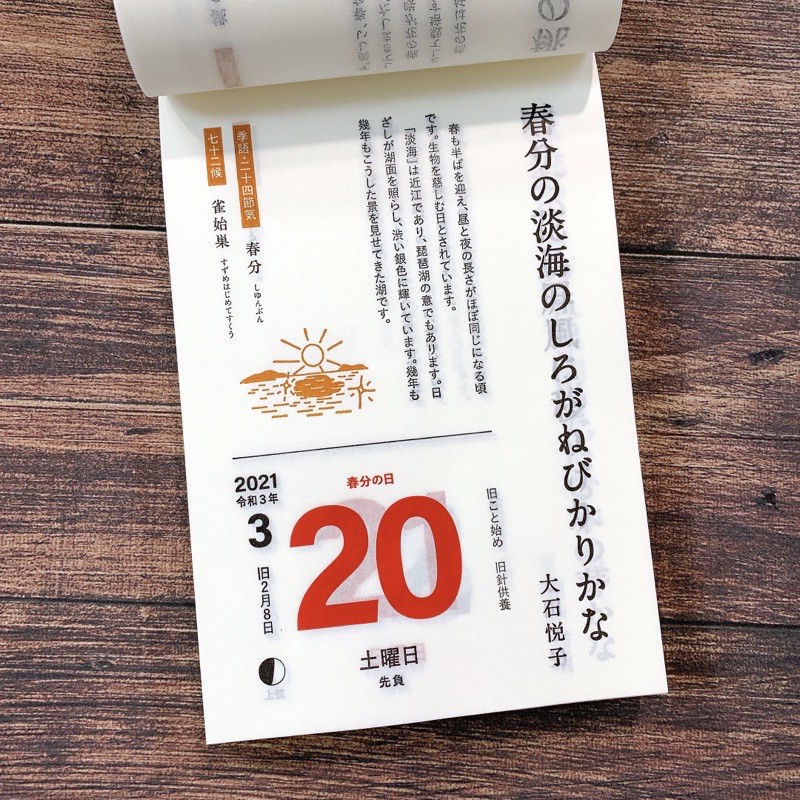 春分の淡海のしろがねびかりかな
大石悦子
春も半ばを迎え、昼と夜の長さがほぼ同じになる頃
です。生物を慈しむ日とされています。
「淡海」は近江であり、琵琶湖の意でもあります。日
ざしが湖面を照らし、渋い銀色に輝いています。幾年も
幾年もこうした景を見せてきた湖です。
季語・二十四節気
春分 しゅんぶん
七十二候
雀始巣 すずめはじめてすくう
旧こと始め 旧針供養
春分の日
20
土曜日
先負
2021
令和3年
3
旧2月8日
上弦